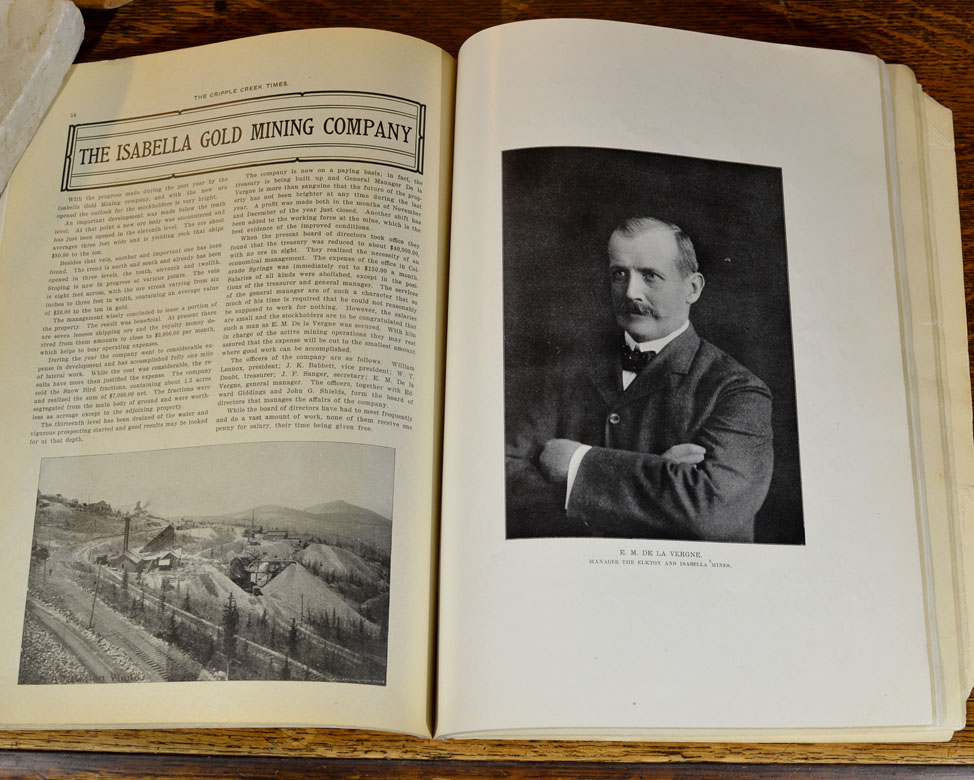 THE CRIPPLE CREEK TIMES.
54
THE ISABELLA GOLD MINING COMPANY
With the progress made during the past year by the
Isabella Gold Mining company, and with the new ore
opened the outlook for the stockholders is very bright.
An important development was made below the tenth
level. At that point a new ore body was encountered and
has just been opened in the eleventh level. The ore shoot
averages three feet wide and is yielding rock that ships
$80.00 to the ton.
Besides that vein, another and important one has been
found. The trend is north and south and already has been
opened in three levels, the tenth, eleventh and twelfth.
Stoping is now in progress at various points. The vein
is eight feet across, with the ore streak varying from six
inches to three feet in width, containing an average value
of $30.00 to the ton in gold.
The management wisely concluded to lease a portion of
the property. The result was beneficial. At present there
are seven lessees shipping ore and the royalty money de-
rived from them amounts to close to $2,000.00 per month,
which helps to bear operating expenses.
During the year the company went to considerable ex-
pense in development and has accomplished fully one mile
of lateral work. While the cost was considerable, the re-
sults have more than justified the expense. The company
sold the Snow Bird fractions, containing about 1.3 acres
and realized the sum of $7,000.00 net. The fractions were
segregated from the main body of ground and were worth-
less as acreage except to the adjoining property.
The thirteenth level has been drained of the water and
vigorous prospecting started and good results may be looked
for at that depth.
The company is now on a paying basis; in fact, the
treasury is being built up and General Manager De la
Vergne is more than sanguine that the future of the prop-
erty has not been brighter at any time during the last
year. A profit was made both in the months of November
and December of the year just closed. Another shift has
been added to the working force at the mine, which is the
best evidence of the improved conditions.
When the present board of directors took office they
found that the treasury was reduced to about $40,000.00,
with no ore in sight. They realized the necessity of an
economical management. The expense of the office in Col-
orado Springs was immediately cut to $150.00 a month.
Salaries of all kinds were abolished, except in the posi-
tions of the treasurer and general manager. The services
of the general manager are of such a character that so
much of his time is required that he could not reasonably
be supposed to work for nothing. However, the salaries
are small and the stockholders are to be congratulated that
such a man as E. M. De la Vergne was secured. With him
in charge of the active mining operations they may rest
assured that the expense will be cut to the smallest amount
where good work can be accomplished.
The officers of the company are as follows: William
Lennox, president; J. K. Babbett, vice president; W. T.
Doubt, treasurer; J. F. Sanger, secretary; E. M. De la
Vergne, general manager. The officers, together with Ed-
ward Giddings and John G. Shields, form the board of
directors that manages the affairs of the company.
While the board of directors have had to meet frequently
and do a vast amount of work, none of them receive one
penny for salary, their time being given free.
E. M. DE LA VERGNE,
MANAGER THE ELKTON AND ISABELLA MINES.